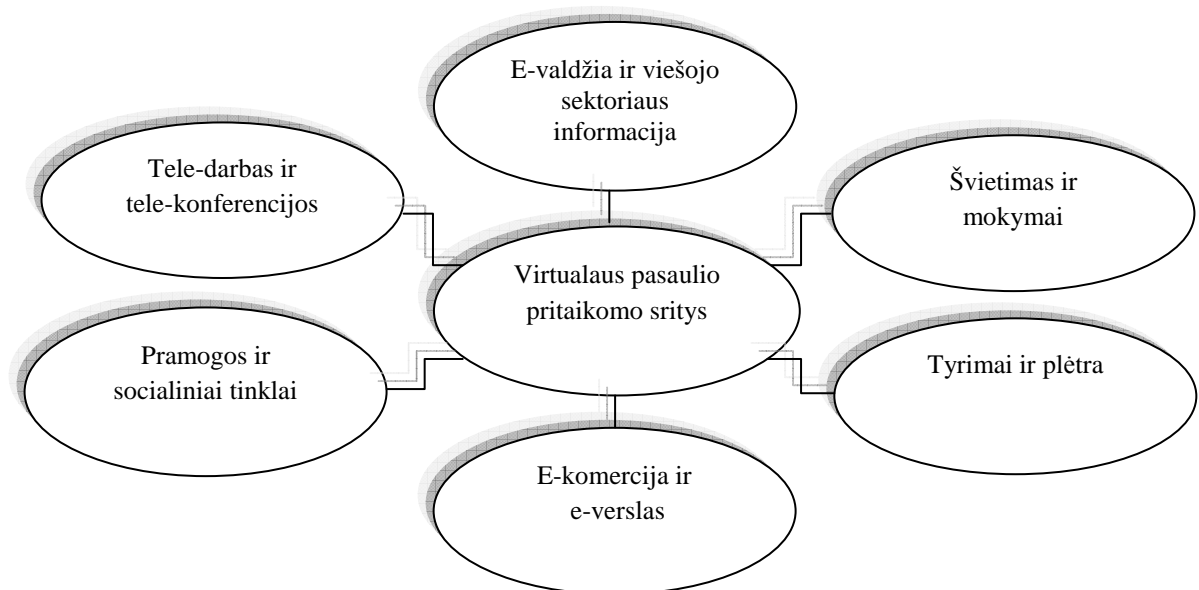 E-valdžia ir viešojo
sektoriaus
informacija
Tele-darbas ir
tele-konferencijos
Švietimas ir
mokymai
Virtualaus pasaulio
pritaikomo sritys
Pramogos ir
socialiniai tinklai
Tyrimai ir plėtra
E-komercija ir
e-verslas